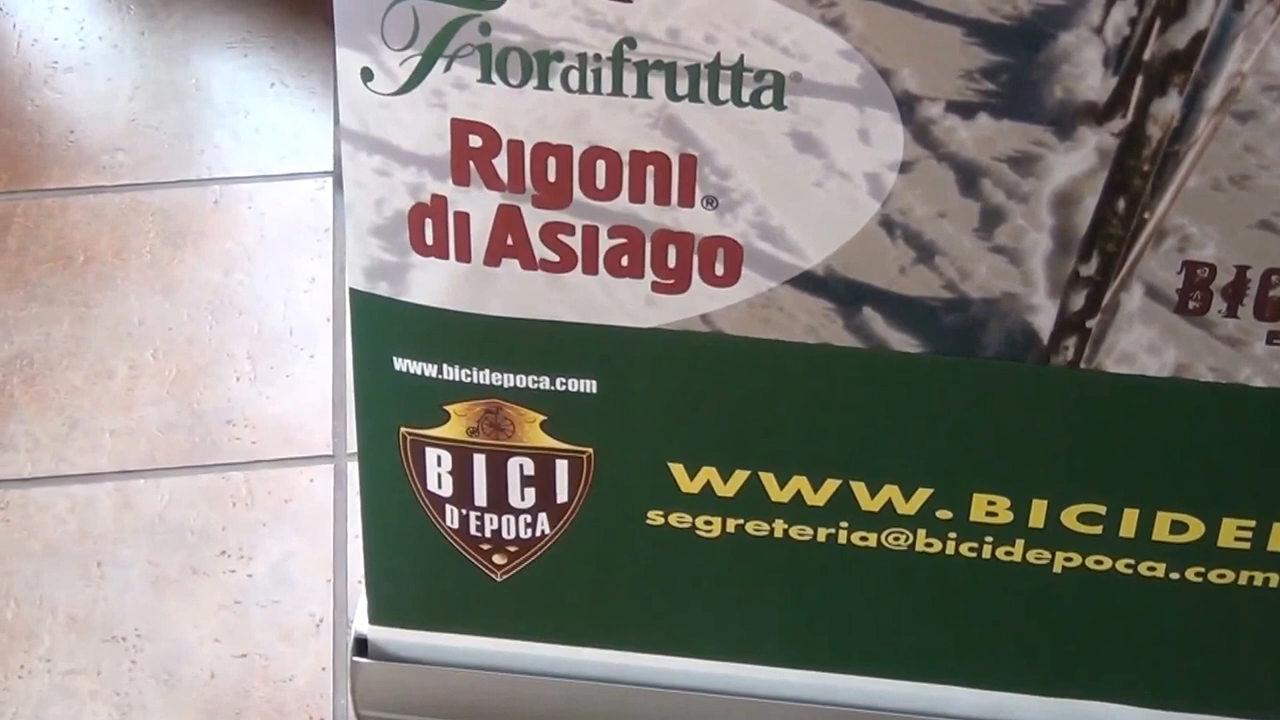 Fiordifrutta®
Rigoni®
di Asiago
www.bicidepoca.com
BICI
D'EPOCA
WWW.BICIDE
segreteria@bicidepoca.com